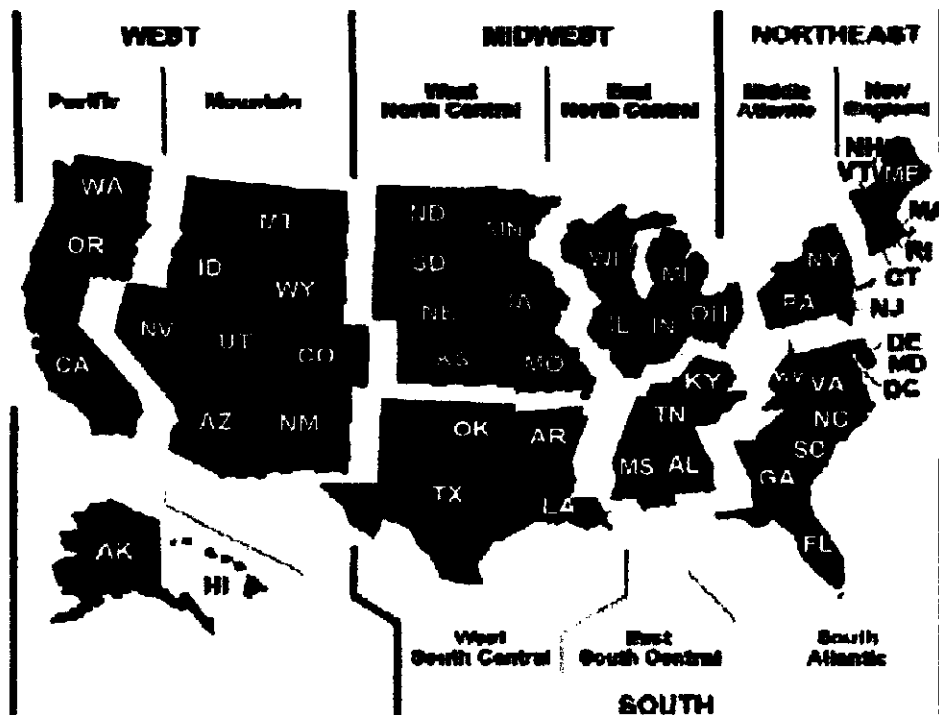 WEST MIDWEST NORTHEAST
Pacific Mountain West North Central East North Central Middle Atlantic New England
NH
VT ME
WA MT ND MN MA
OR ID SD WI MI NY RI
WY CT
NV UT CO NE IA IL IN OH PA NJ
CA KS MO KY WV VA DE
MD
DC
AZ NM OK AR TN NC
SC
MS AL GA
TX LA
AK FL
HI
West South Central East South Central South Atlantic
SOUTH